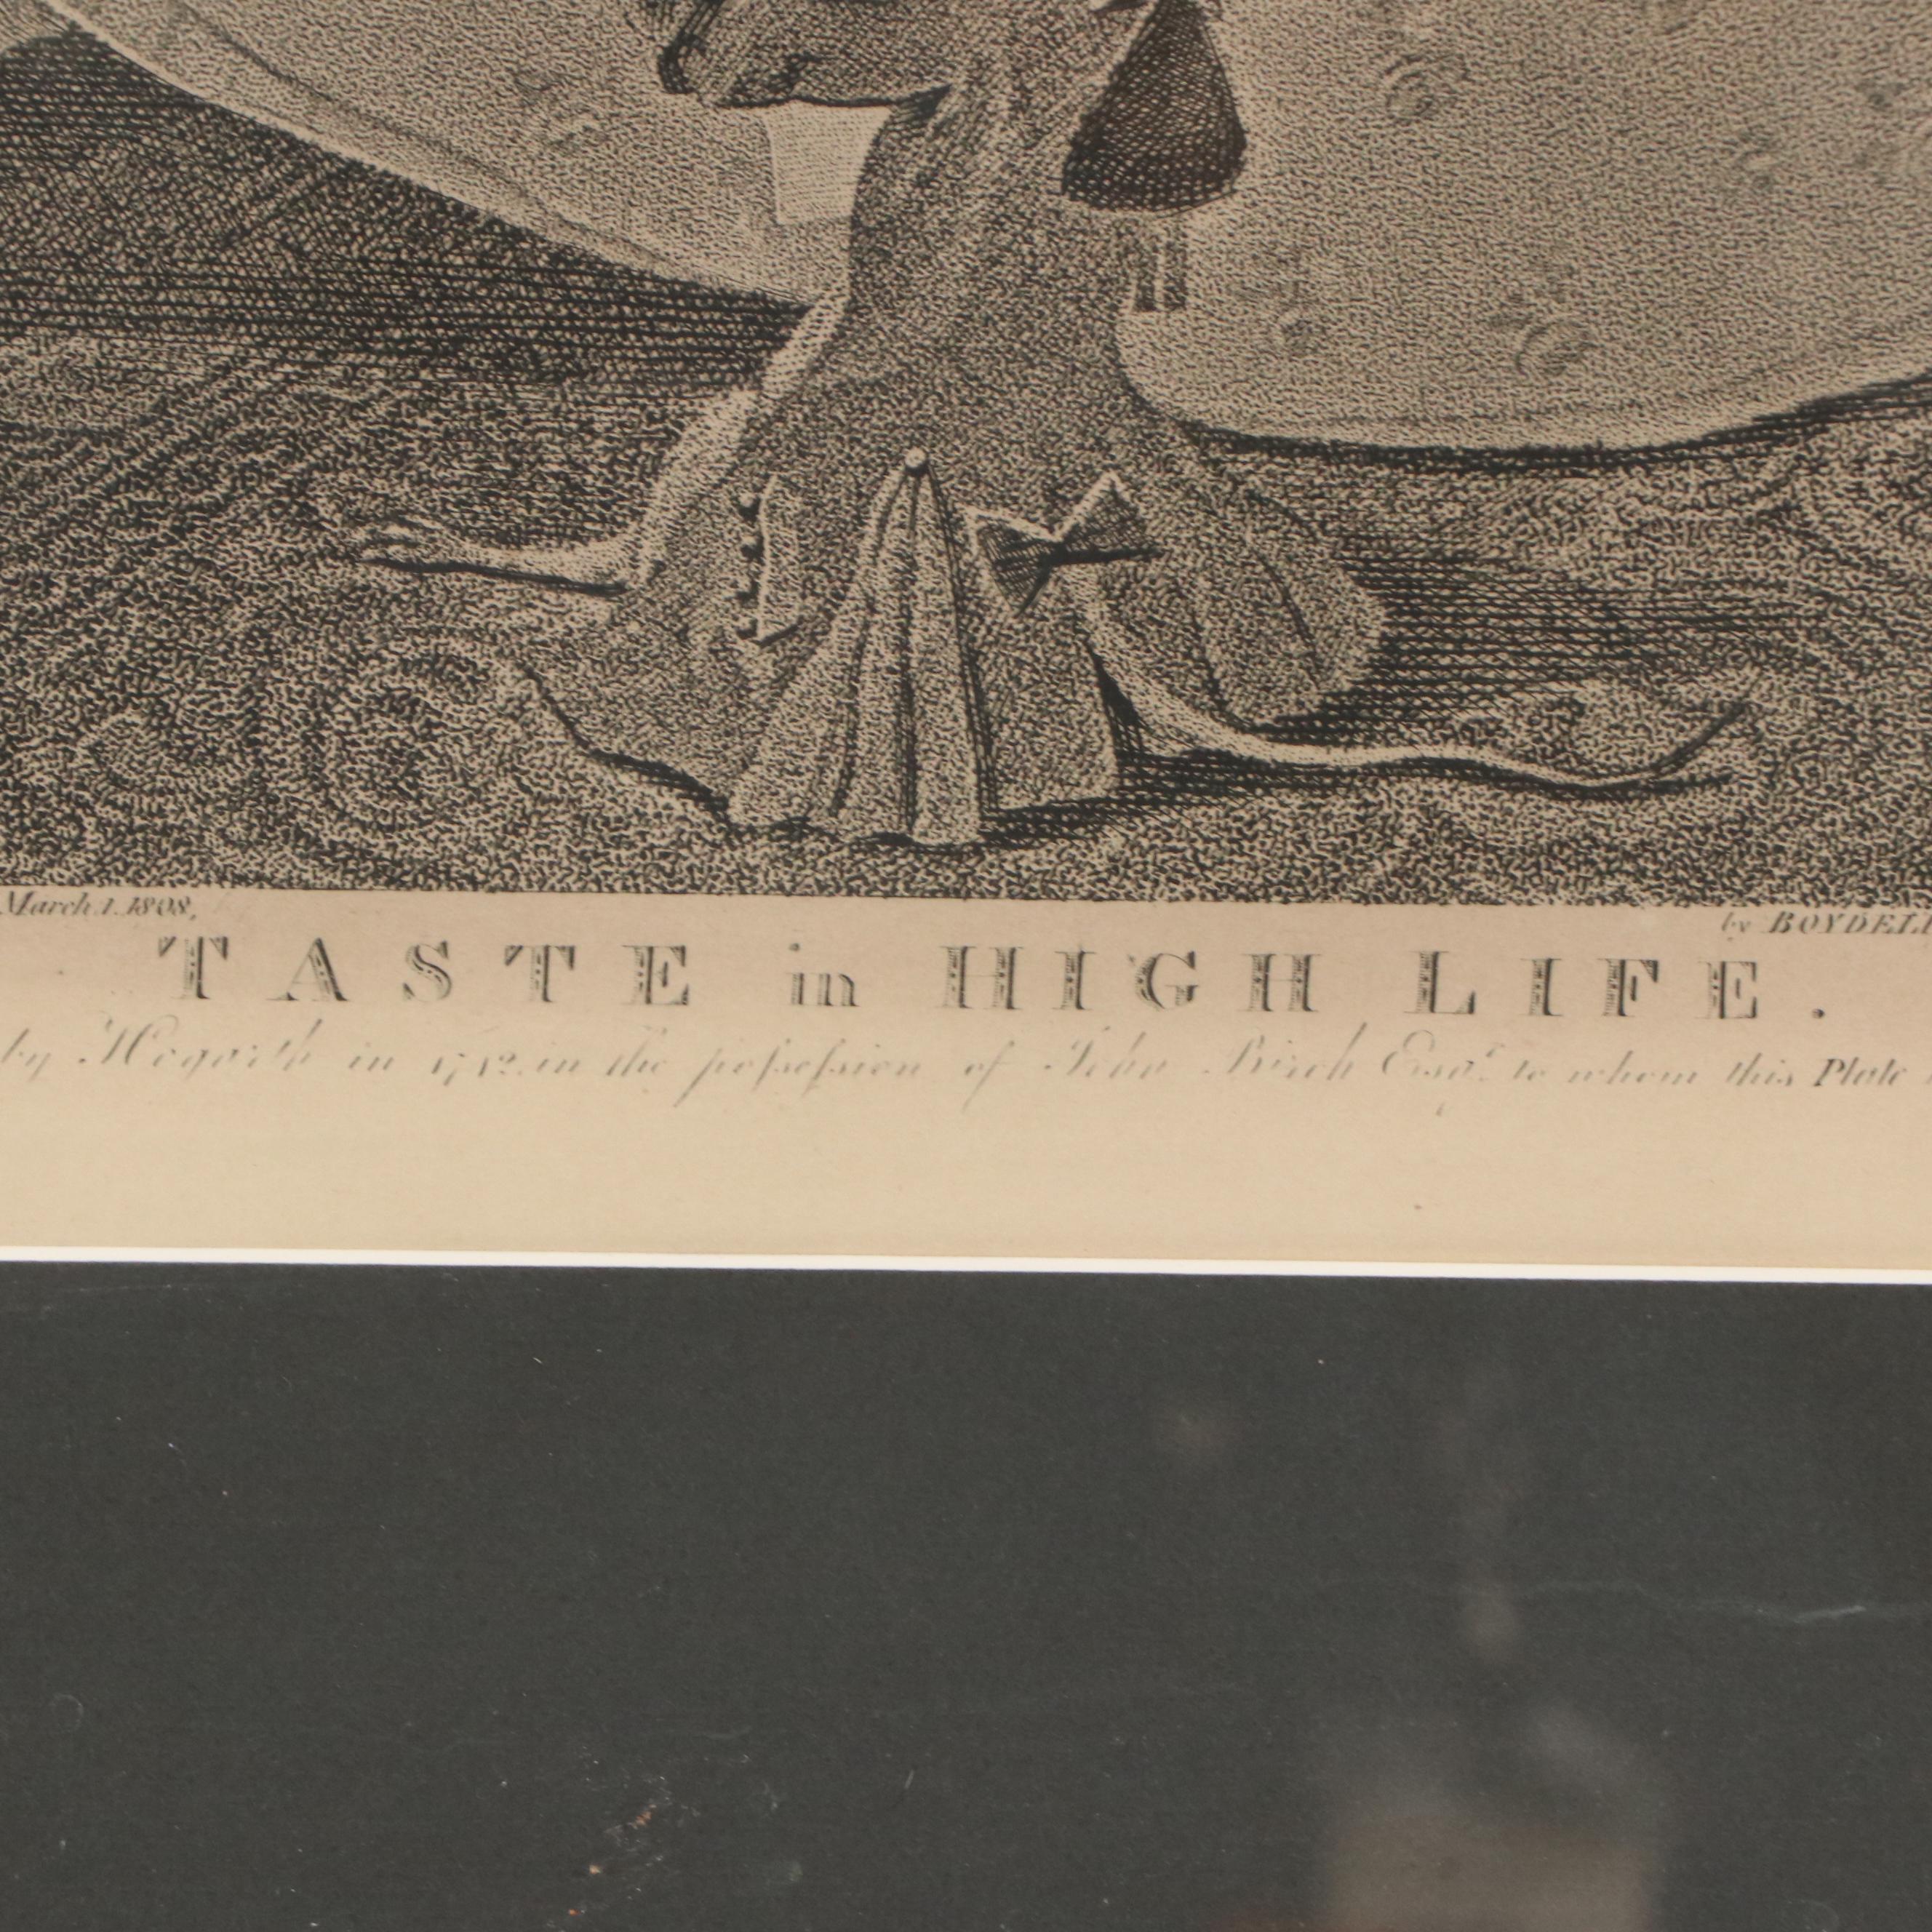 March 1. 1808,
by BOYDELL
TASTE in HIGH LIFE.
by Hogarth in 1742. in the poſseſsion of John Birch Esqr. to whom this Plate